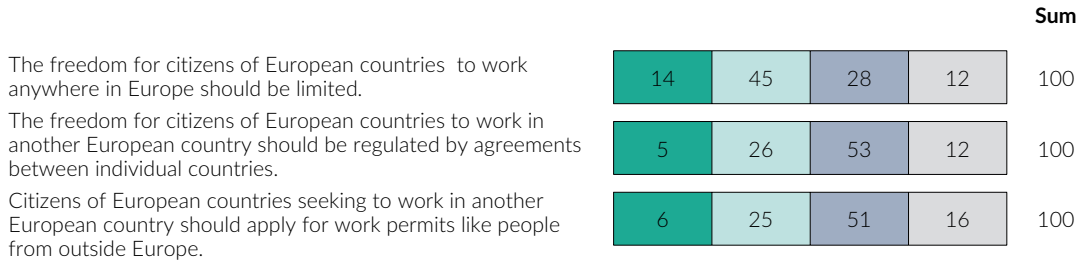 Sum
The freedom for citizens of European countries to work
anywhere in Europe should be limited.
14 45 28 12 100
The freedom for citizens of European countries to work in
another European country should be regulated by agreements
between individual countries.
5 26 53 12 100
Citizens of European countries seeking to work in another
European country should apply for work permits like people
from outside Europe.
6 25 51 16 100